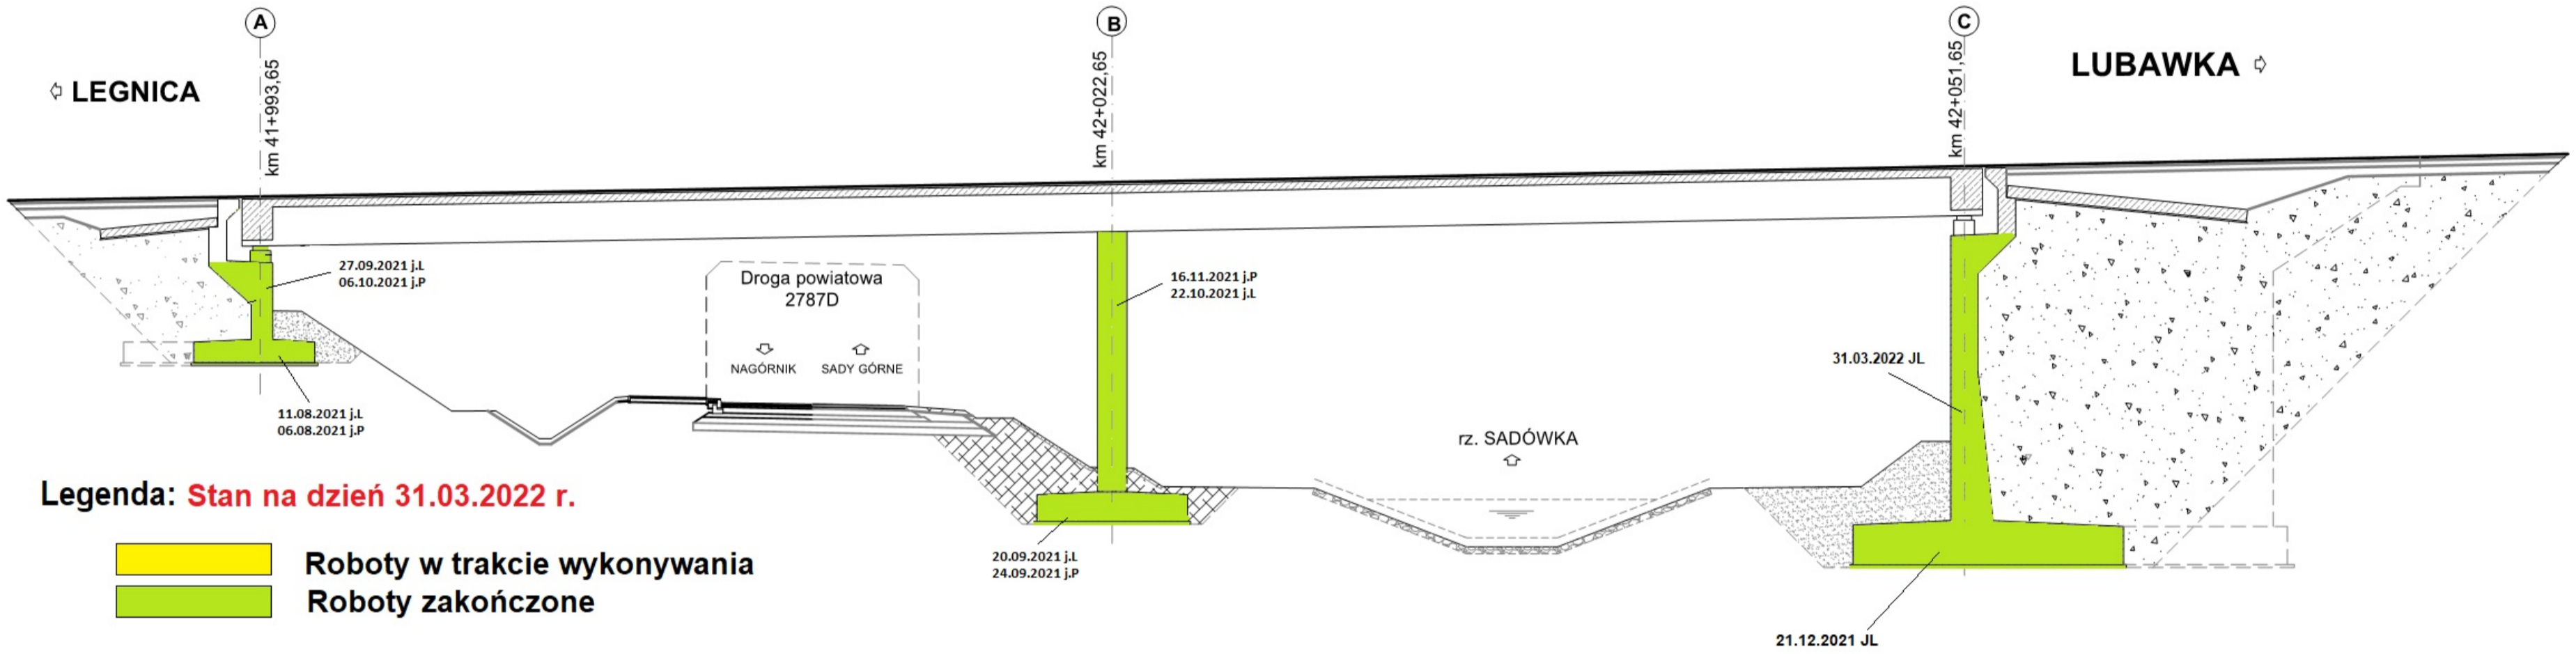 A
B
C
km 41+993,65
km 42+022,65
km 42+051,65
LEGNICA
LUBAWKA
27.09.2021 j.L
06.10.2021 j.P
Droga powiatowa
2787D
NAGÓRNIK SADY GÓRNE
16.11.2021 j.P
22.10.2021 j.L
31.03.2022 JL
11.08.2021 j.L
06.08.2021 j.P
rz. SADÓWKA
Legenda: Stan na dzień 31.03.2022 r.
20.09.2021 j.L
24.09.2021 j.P
Roboty w trakcie wykonywania
Roboty zakończone
21.12.2021 JL